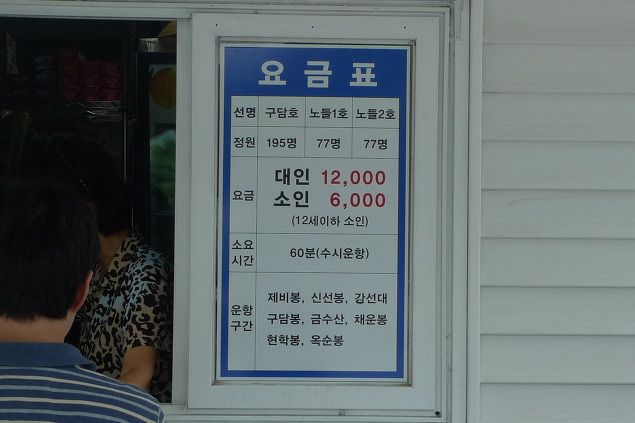 요금표
선명 구담호 노들1호 노들2호
정원 195명 77명 77명
요금 대인 12,000
소인 6,000
(12세이하 소인)
소요
시간 60분(수시운항)
운항
구간 제비봉, 신선봉, 강선대
구담봉, 금수산, 채운봉
현학봉, 옥순봉